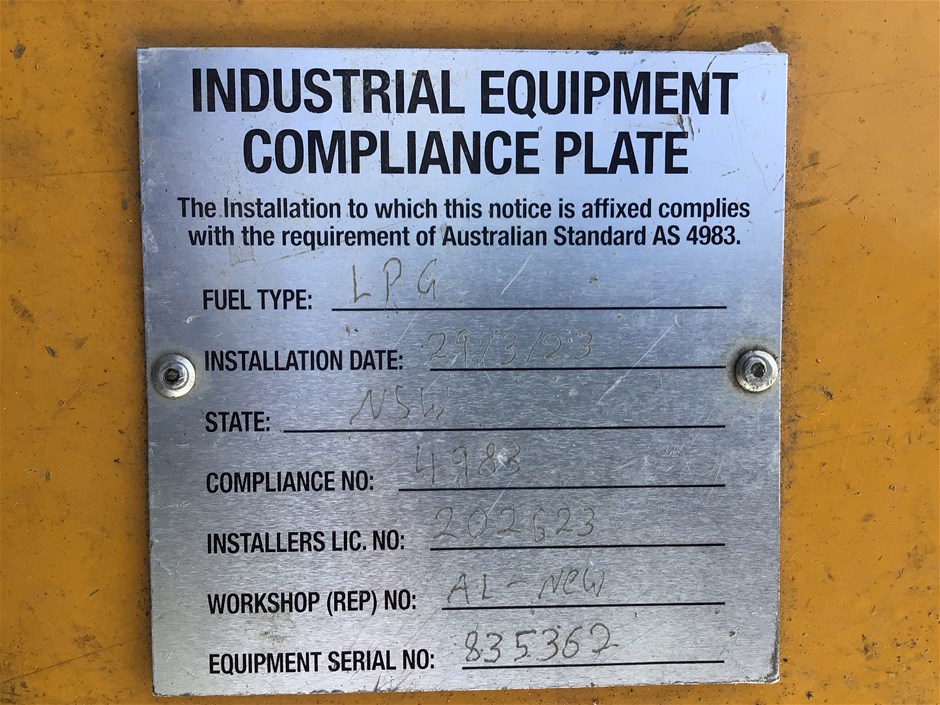 INDUSTRIAL EQUIPMENT
COMPLIANCE PLATE
The Installation to which this notice is affixed complies
with the requirement of Australian Standard AS 4983.
FUEL TYPE: LPG
INSTALLATION DATE: 29/3/23
STATE: NSW
COMPLIANCE NO: 4983
INSTALLERS LIC. NO:
WORKSHOP (REP) NO: AL-NEW
EQUIPMENT SERIAL NO: 835362